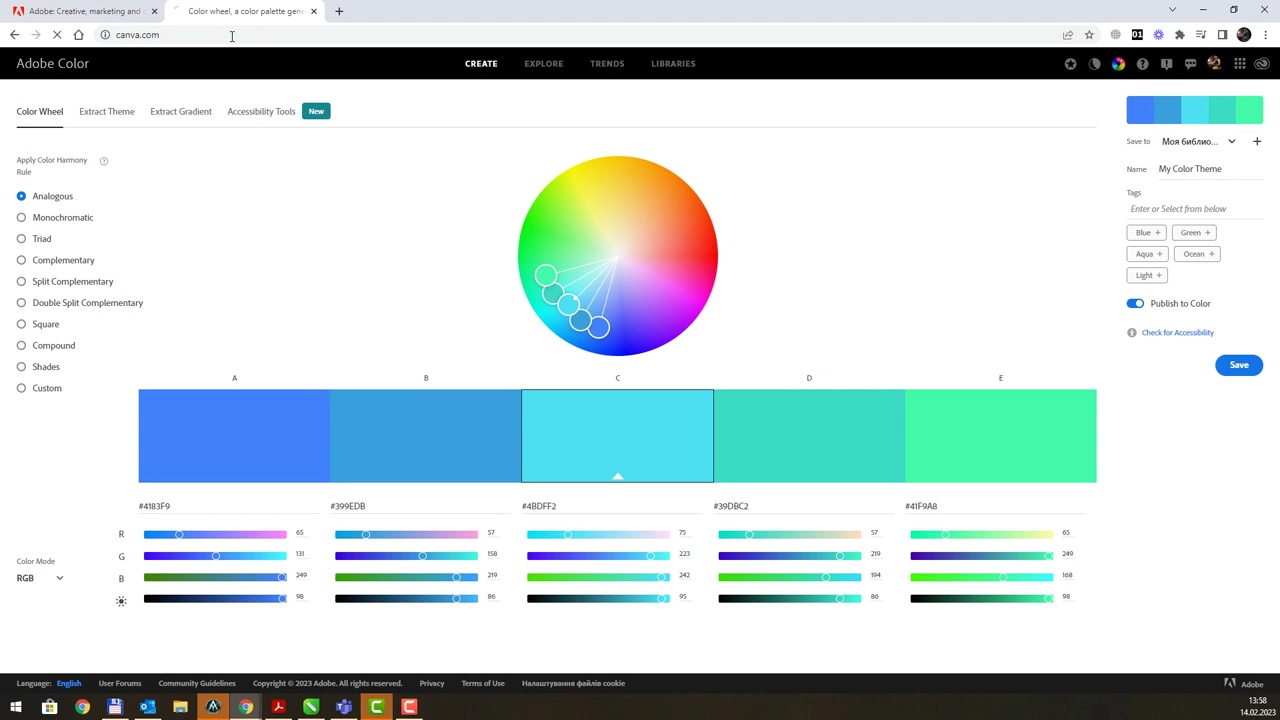 Adobe: Creative, marketing and
Color wheel, a color palette gene
canva.com
01
Adobe Color
CREATE
EXPLORE
TRENDS
LIBRARIES
Color Wheel
Extract Theme
Extract Gradient
Accessibility Tools
New
Save to
Моя библио...
Apply Color Harmony
Rule
Name
My Color Theme
Tags
Enter or Select from below
Analogous
Monochromatic
Triad
Complementary
Split Complementary
Double Split Complementary
Square
Compound
Shades
Custom
Blue +
Green +
Aqua +
Ocean +
Light +
Publish to Color
Check for Accessibility
Save
A
B
C
D
E
#4183F9
#399EDB
#4BDFF2
#39DBC2
#41F9A8
R
65
57
75
57
65
G
131
158
223
219
249
B
249
219
242
194
168
98
86
95
86
98
Color Mode
RGB
Language:
English
User Forums
Community Guidelines
Copyright © 2023 Adobe. All rights reserved.
Privacy
Terms of Use
Налаштування файлів cookie
Adobe
13:58
14.02.2023